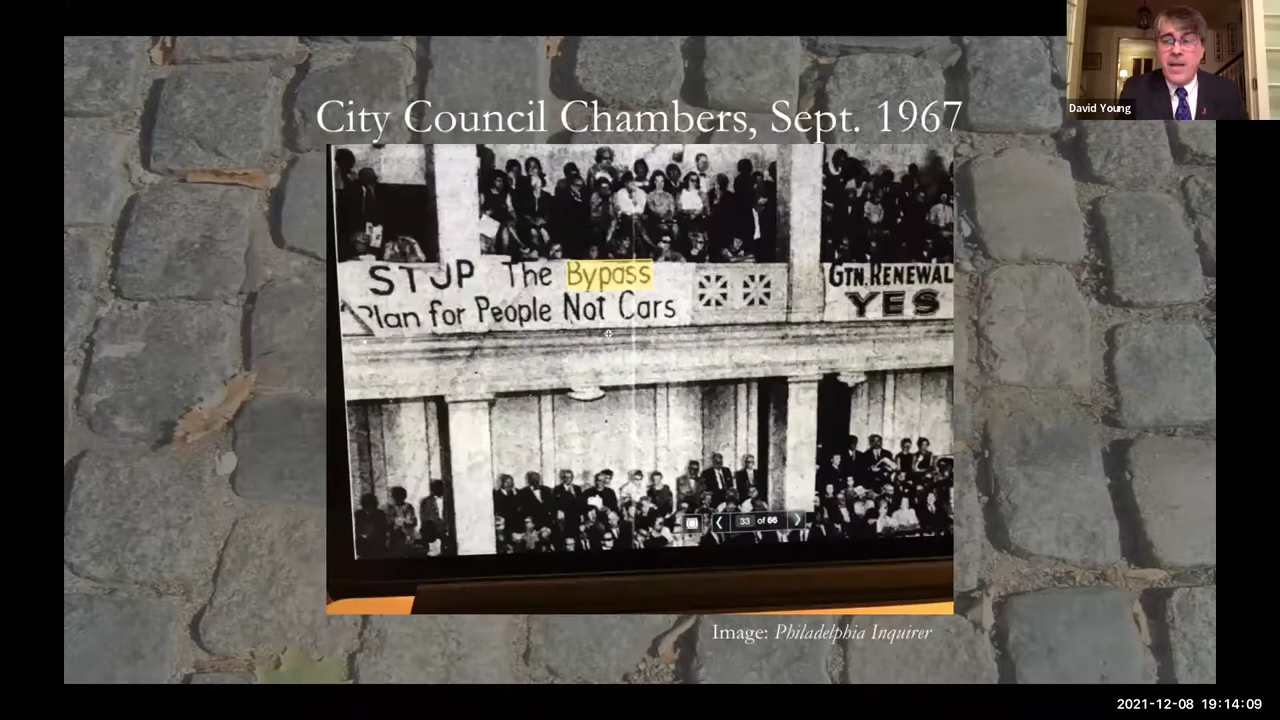 David Young
City Council Chambers, Sept. 1967
STOP The Bypass
Plan for People Not Cars
GTN. RENEWAL
YES
33 of 66
Image: Philadelphia Inquirer
2021-12-08 19:14:09